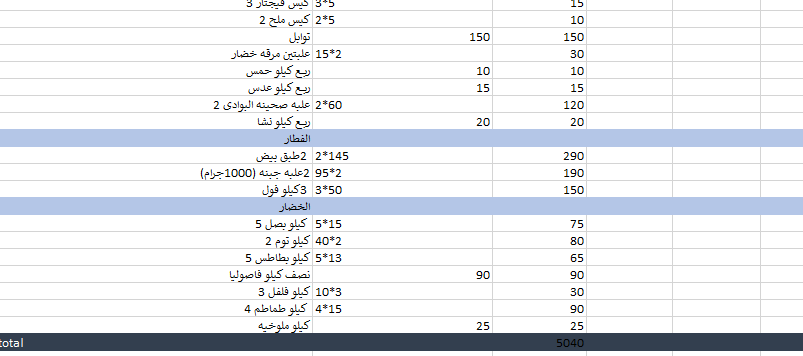 3 كيس فيجتار 3*5 15
2 كيس ملح 2*5 10
توابل 150 150
علبتين مرقه خضار 15*2 30
ربع كيلو حمس 10 10
ربع كيلو عدس 15 15
علبه صحينه البوادى 2 2*60 120
ربع كيلو نشا 20 20
الفطار
2طبق بيض 2*145 290
2علبه جبنه (1000جرام) 95*2 190
3كيلو فول 3*50 150
الخضار
كيلو بصل 5 5*15 75
كيلو توم 2 40*2 80
كيلو بطاطس 5 5*13 65
نصف كيلو فاصوليا 90 90
كيلو فلفل 3 10*3 30
كيلو طماطم 4 4*15 90
كيلو ملوخيه 25 25
total 5040